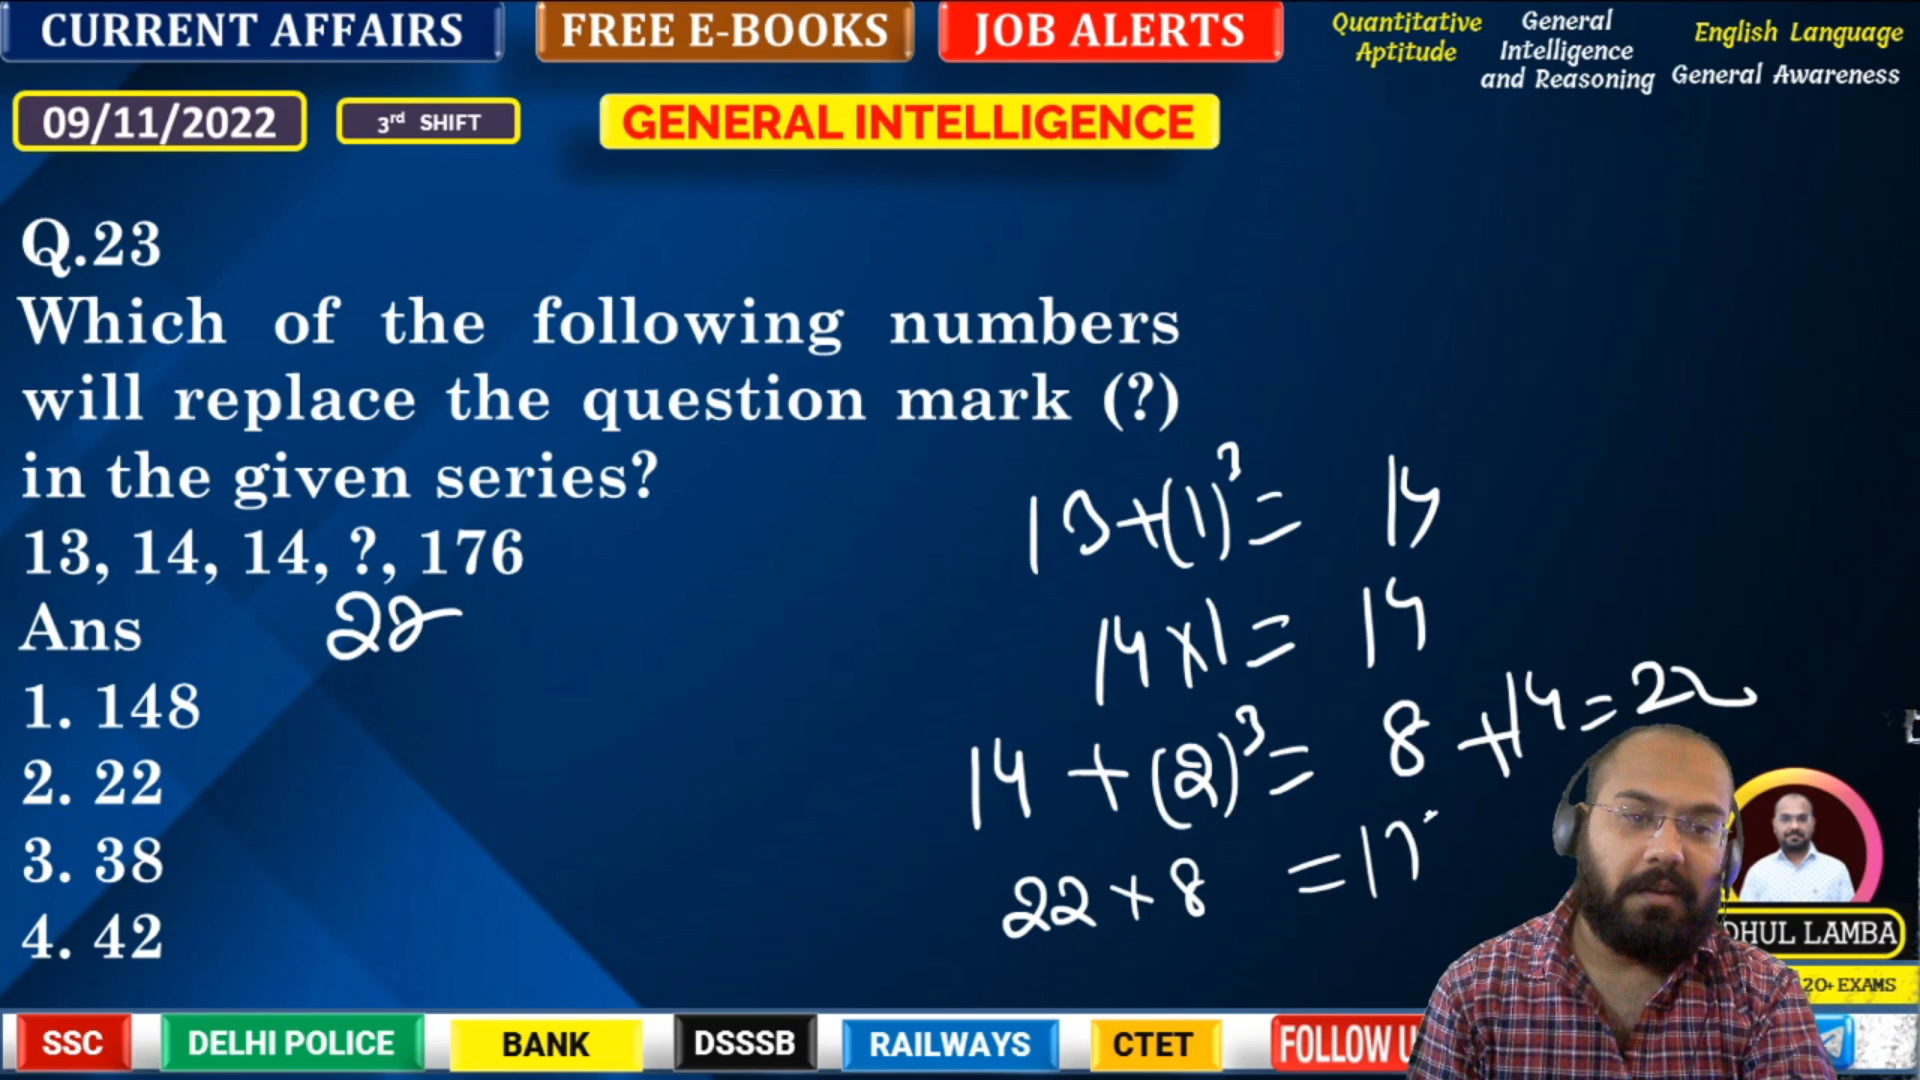 CURRENT AFFAIRS
FREE E-BOOKS
JOB ALERTS
Quantitative Aptitude
General Intelligence and Reasoning
English Language
General Awareness
09/11/2022
3rd SHIFT
GENERAL INTELLIGENCE
Q.23
Which of the following numbers
will replace the question mark (?)
in the given series?
13, 14, 14, ?, 176
Ans
22
1. 148
2. 22
3. 38
4. 42
13+(1)³= 14
14×1= 14
14 + (2)³= 8 +14=22
22 × 8 =17
DHUL LAMBA
20+ EXAMS
SSC
DELHI POLICE
BANK
DSSSB
RAILWAYS
CTET
FOLLOW U